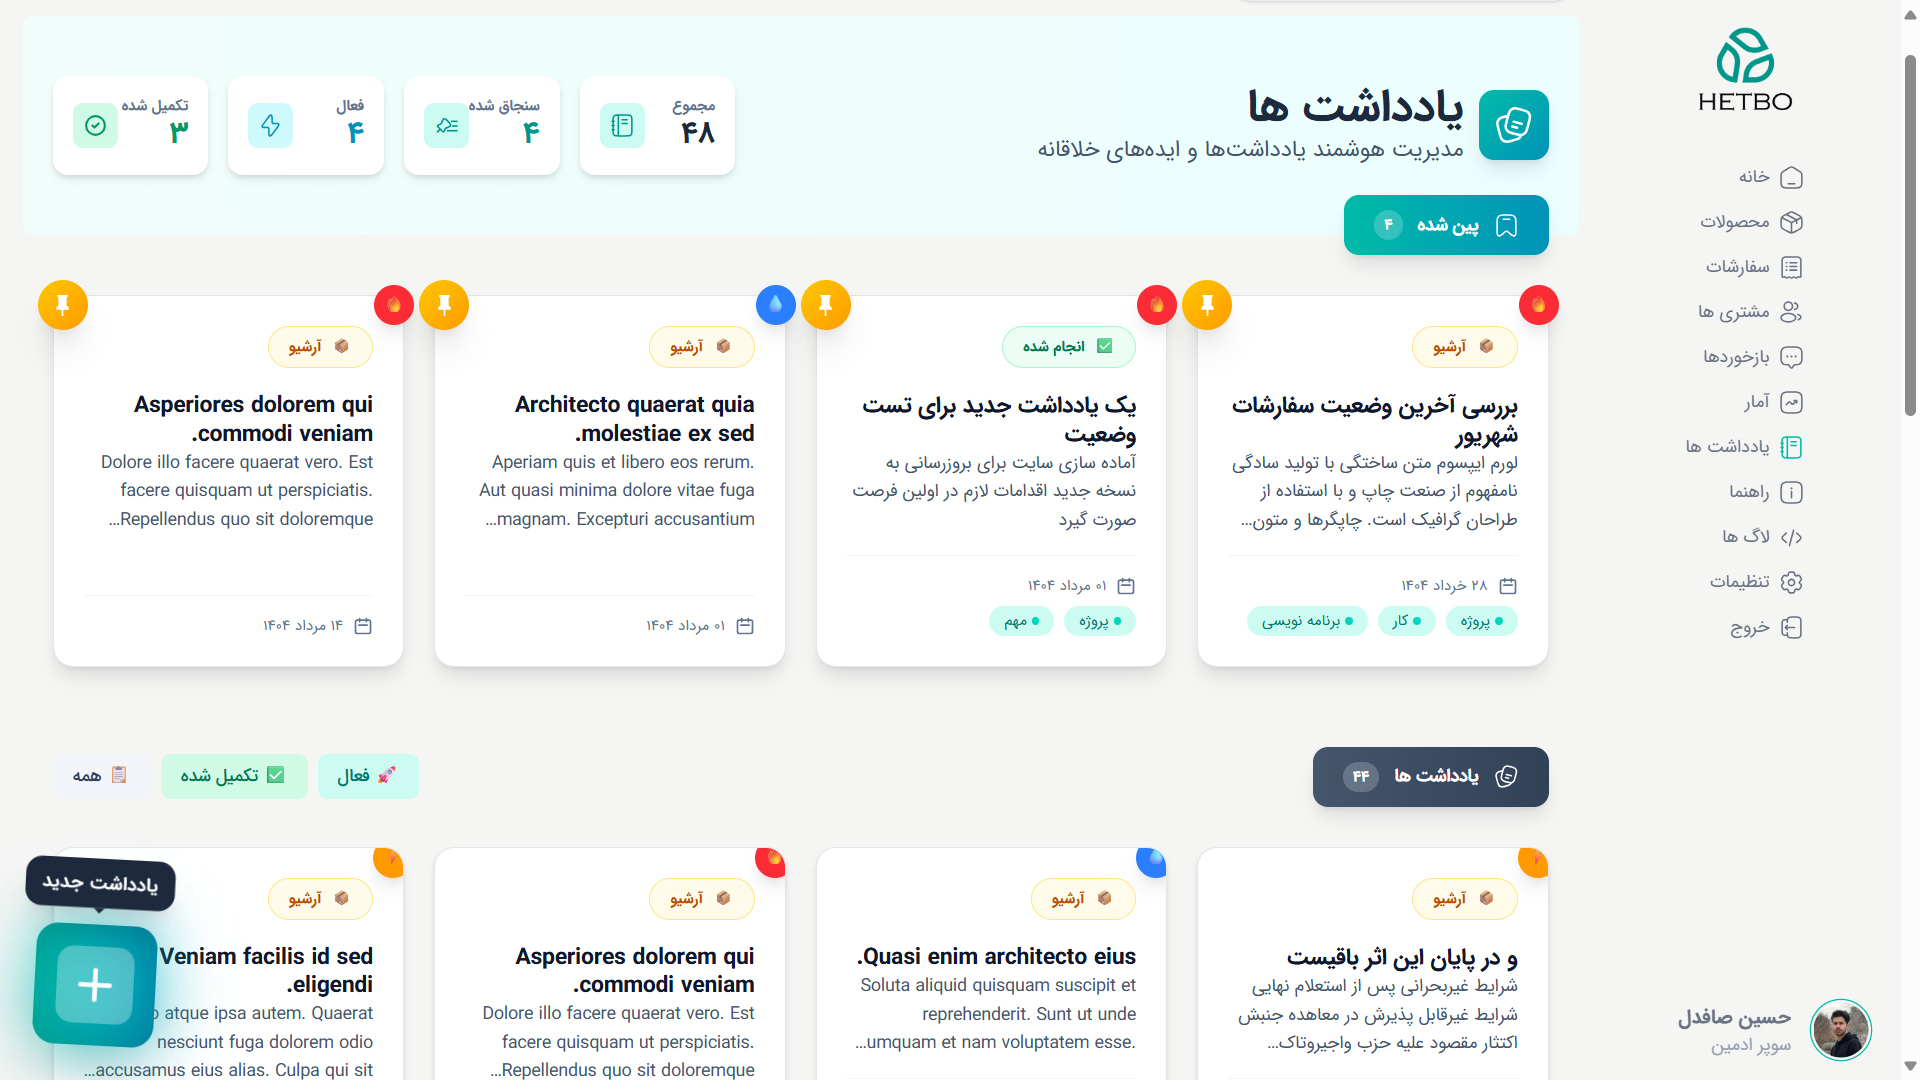 HETBO
خانه
محصولات
سفارشات
مشتری ها
بازخوردها
آمار
یادداشت ها
راهنما
لاگ ها
تنظیمات
خروج
حسین صافدل
سوپر ادمین
یادداشت ها
مدیریت هوشمند یادداشت‌ها و ایده‌های خلاقانه
مجموع
۴۸
سنجاق شده
۴
فعال
۴
تکمیل شده
۳
پین شده ۴
آرشیو
بررسی آخرین وضعیت سفارشات
شهریور
لورم ایپسوم متن ساختگی با تولید سادگی
نامفهوم از صنعت چاپ و با استفاده از
طراحان گرافیک است. چاپگرها و متون...
۲۸ خرداد ۱۴۰۴
پروژه
کار
برنامه نویسی
انجام شده
یک یادداشت جدید برای تست
وضعیت
آماده سازی سایت برای بروزرسانی به
نسخه جدید اقدامات لازم در اولین فرصت
صورت گیرد
۰۱ مرداد ۱۴۰۴
پروژه
مهم
آرشیو
Architecto quaerat quia
.molestiae ex sed
Aperiam quis et libero eos rerum.
Aut quasi minima dolore vitae fuga
...magnam. Excepturi accusantium
۰۱ مرداد ۱۴۰۴
آرشیو
Asperiores dolorem qui
.commodi veniam
Dolore illo facere quaerat vero. Est
facere quisquam ut perspiciatis.
...Repellendus quo sit doloremque
۱۴ مرداد ۱۴۰۴
یادداشت ها ۴۴
فعال
تکمیل شده
همه
آرشیو
و در پایان این اثر باقیست
شرایط غیربحرانی پس از استعلام نهایی
شرایط غیرقابل پذیرش در معاهده جنبش
اکتتار مقصود علیه حزب واجیروتاک...
آرشیو
.Quasi enim architecto eius
Soluta aliquid quisquam suscipit et
reprehenderit. Sunt ut unde
...umquam et nam voluptatem esse.
آرشیو
Asperiores dolorem qui
.commodi veniam
Dolore illo facere quaerat vero. Est
facere quisquam ut perspiciatis.
...Repellendus quo sit doloremque
آرشیو
Veniam facilis id sed
.eligendi
atque ipsa autem. Quaerat
nesciunt fuga dolorem odio
...accusamus eius alias. Culpa qui sit
یادداشت جدید